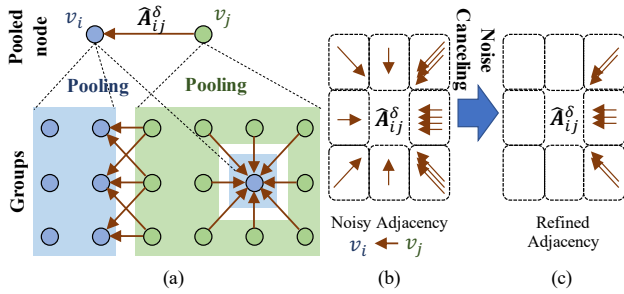 Pooled node
v_i
Â^δ_ij
v_j
Pooling
Pooling
Groups
(a)
Â^δ_ij
Noisy Adjacency
v_i v_j
(b)
Noise
Canceling
Â^δ_ij
Refined
Adjacency
(c)